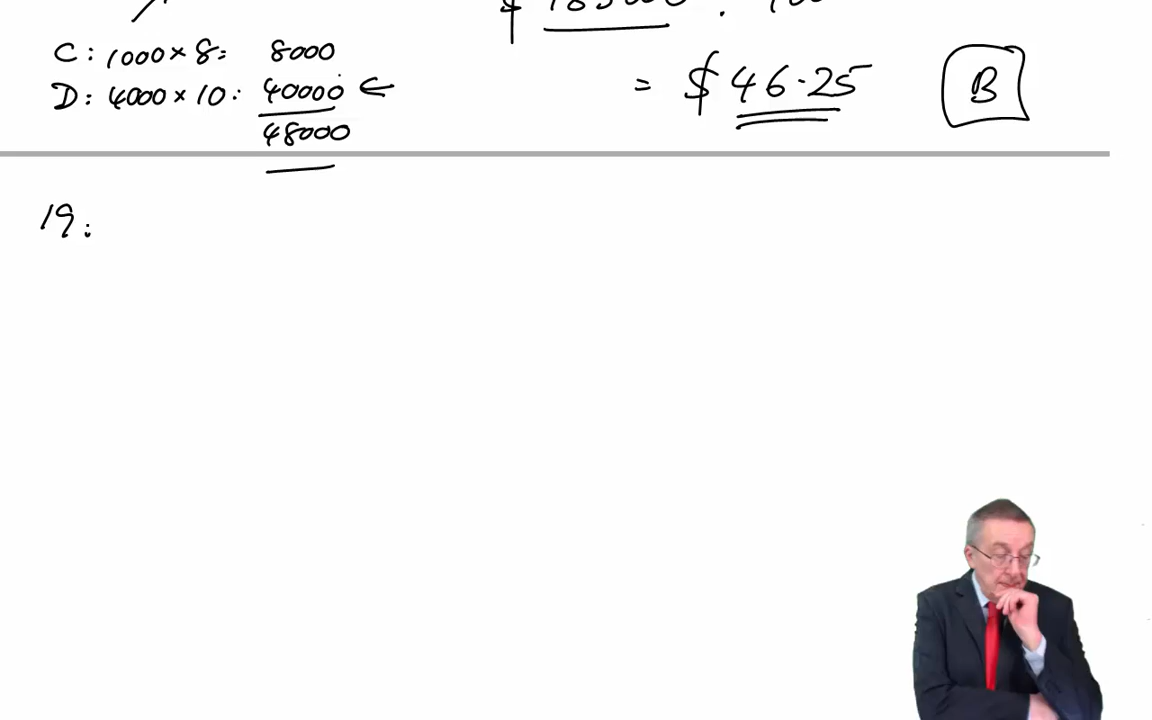 C: 1000 × 8 = 8000
D: 4000 × 10: 40000 ←
48000
= $ 46.25 B
19: